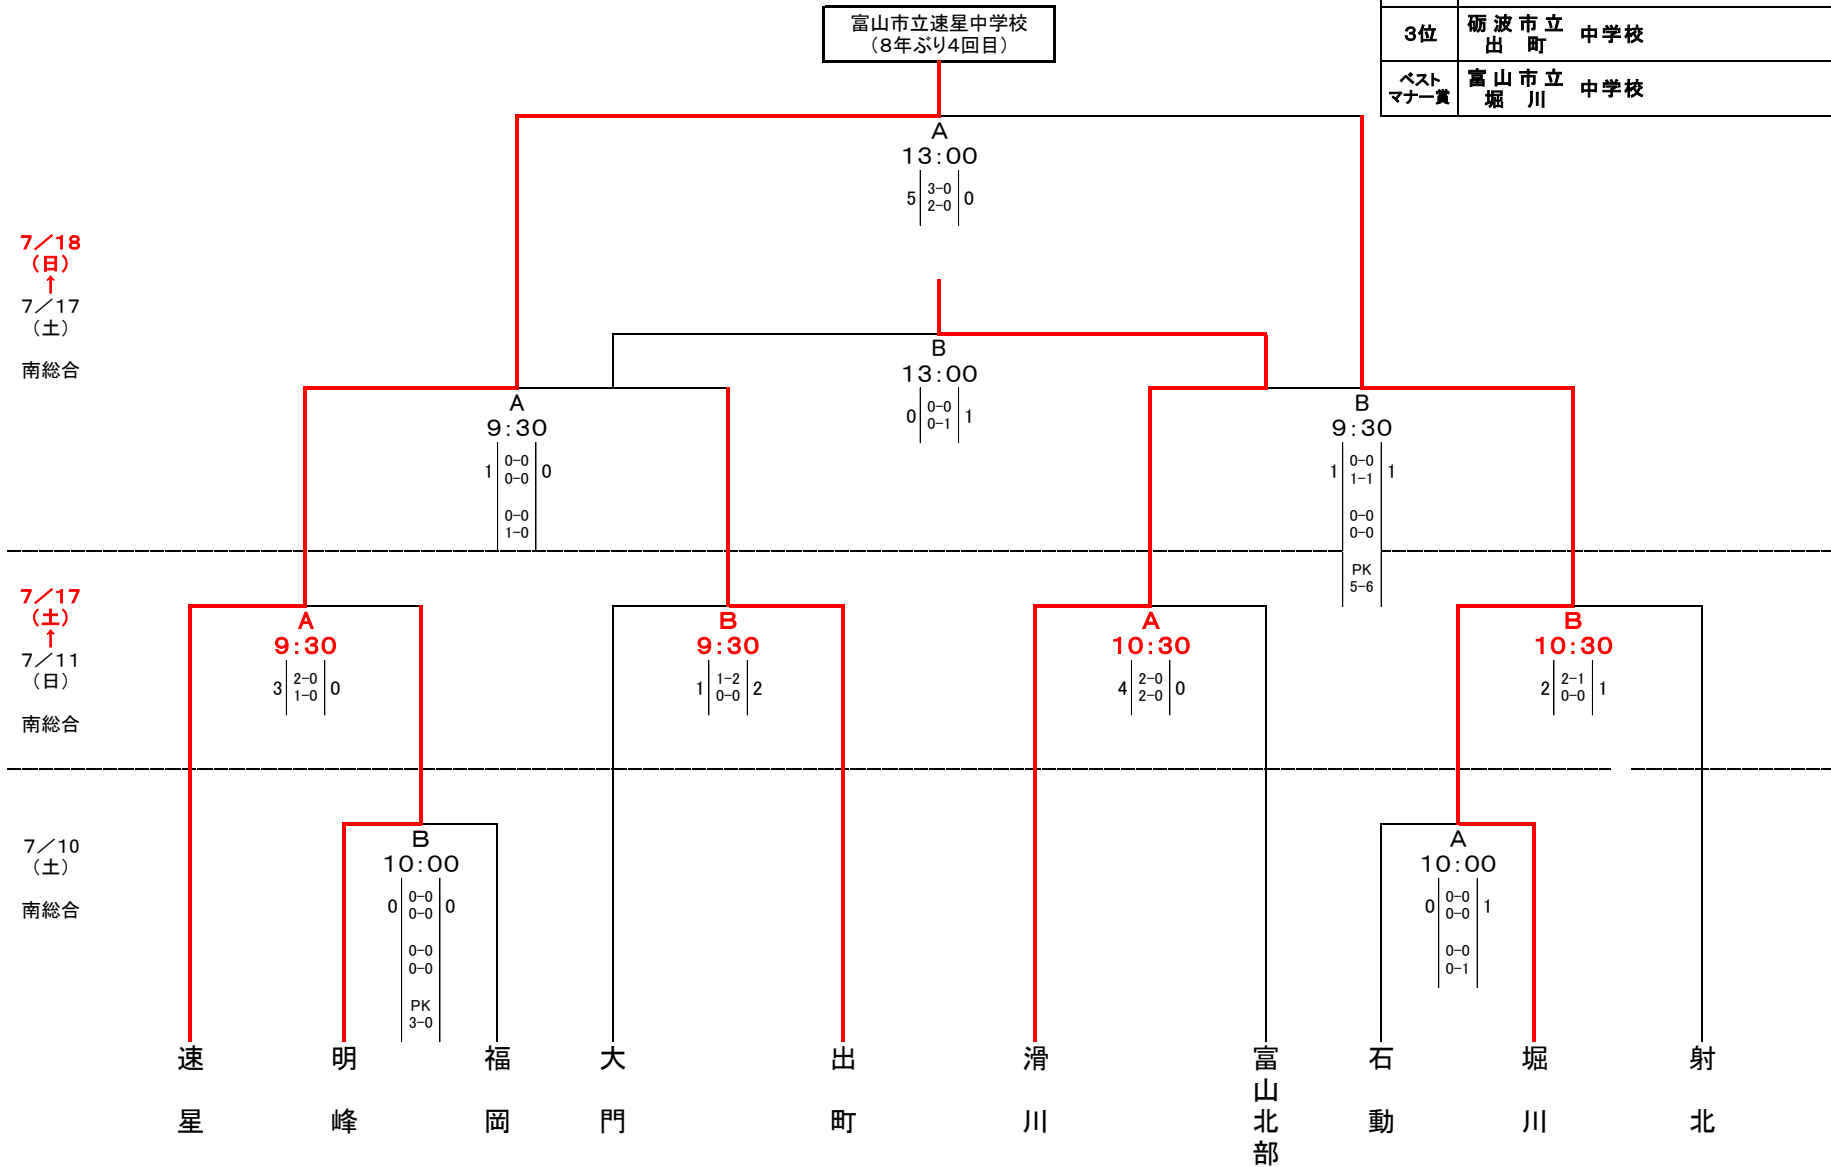 富山市立速星中学校
（8年ぶり4回目）
3位 砺波市立 出町 中学校
ベストマナー賞 富山市立 堀川 中学校
A
13:00
5 3-0 0
2-0
7／18
（日）
↑
7／17
（土）
南総合
B
13:00
0 0-0 1
0-1
A
9:30
1 0-0 0
0-0
0-0
1-0
B
9:30
1 0-0 1
1-1
0-0
0-0
PK
5-6
7／17
（土）
↑
7／11
（日）
南総合
A
9:30
3 2-0 0
1-0
B
9:30
1 1-2 2
0-0
A
10:30
4 2-0 0
2-0
B
10:30
2 2-1 1
0-0
7／10
（土）
南総合
B
10:00
0 0-0 0
0-0
0-0
0-0
PK
3-0
A
10:00
0 0-0 1
0-0
0-0
0-1
速星
明峰
福岡
大門
出町
滑川
富山北部
石動
堀川
射北